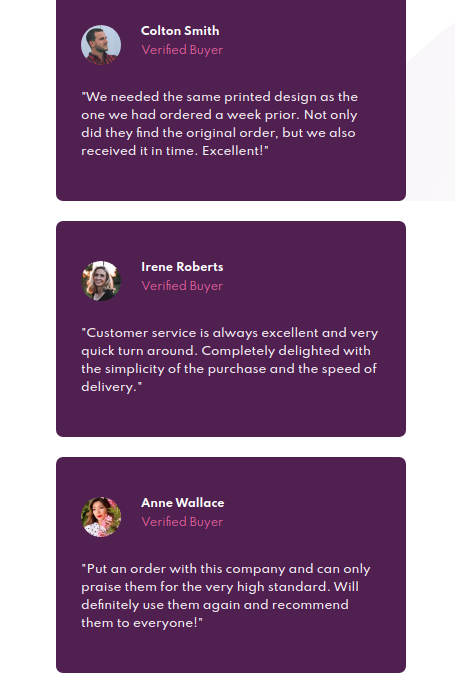 Colton Smith
Verified Buyer
"We needed the same printed design as the
one we had ordered a week prior. Not only
did they find the original order, but we also
received it in time. Excellent!"
Irene Roberts
Verified Buyer
"Customer service is always excellent and very
quick turn around. Completely delighted with
the simplicity of the purchase and the speed of
delivery."
Anne Wallace
Verified Buyer
"Put an order with this company and can only
praise them for the very high standard. Will
definitely use them again and recommend
them to everyone!"